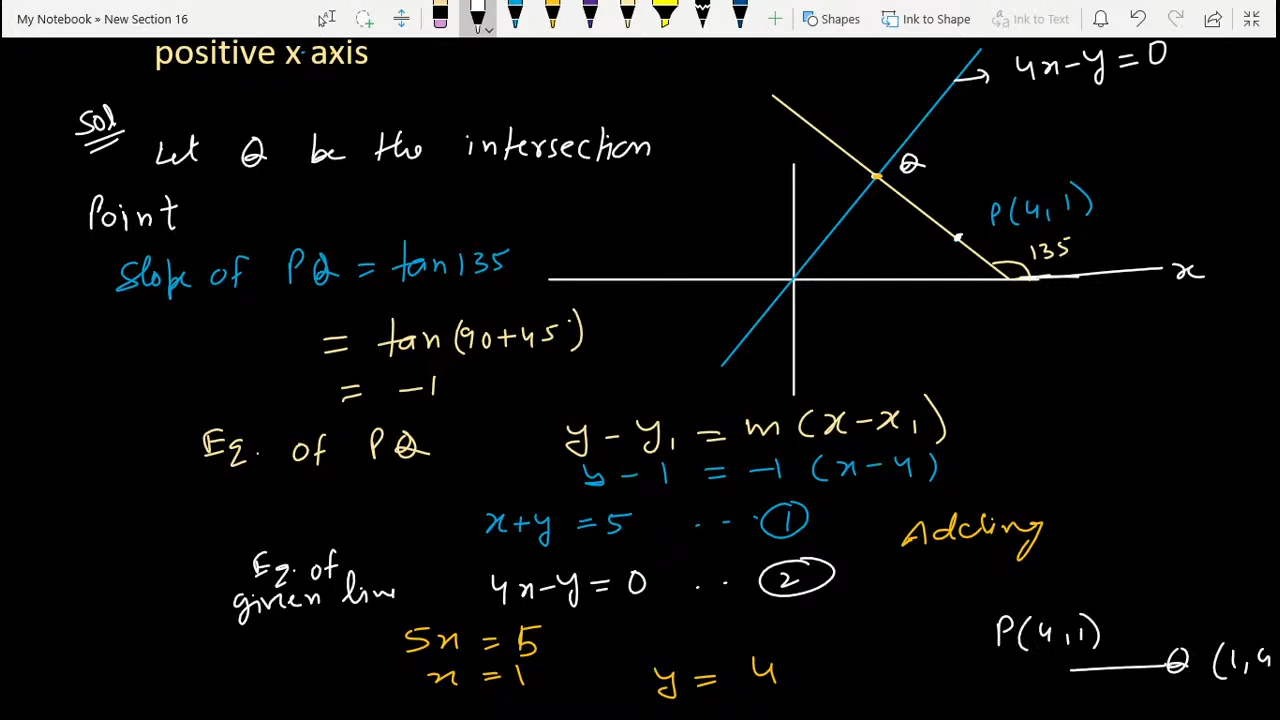 My Notebook » New Section 16
Shapes
Ink to Shape
Ink to Text
positive x axis
4x-y=0
Sol
Let Q be the intersection
Point
Q
P(4,1)
135
x
Slope of PQ = tan135
= tan(90+45)
= -1
Eq. of PQ
y-y₁ = m(x-x₁)
y-1 = -1 (x-4)
x+y=5 ... ①
Adding
Eq. of
given line
4x-y=0 .. ②
5x = 5
x = 1
y = 4
P(4,1)
Q (1,4